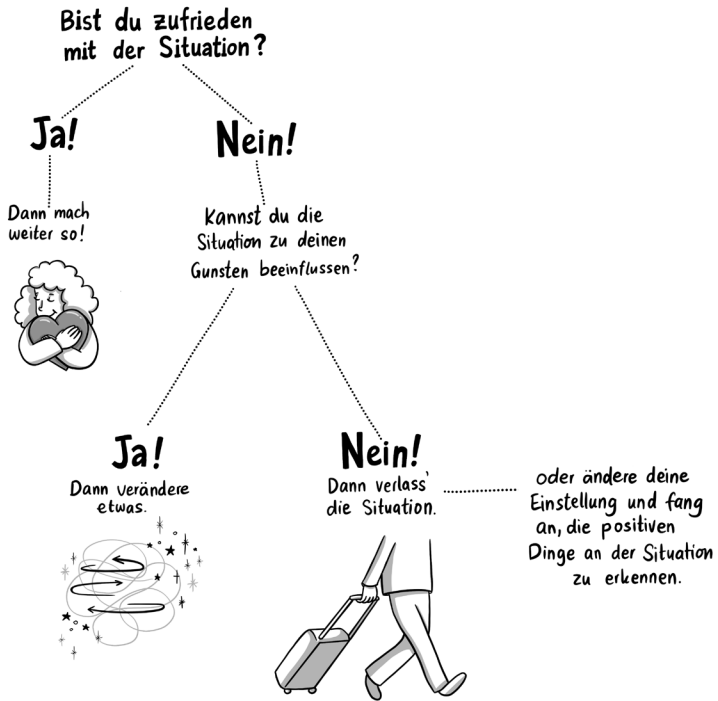 Bist du zufrieden
mit der Situation?
Ja!
Nein!
Dann mach
weiter so!
Kannst du die
Situation zu deinen
Gunsten beeinflussen?
Ja!
Dann verändere
etwas.
Nein!
Dann verlass'
die Situation.
oder ändere deine
Einstellung und fang
an, die positiven
Dinge an der Situation
zu erkennen.